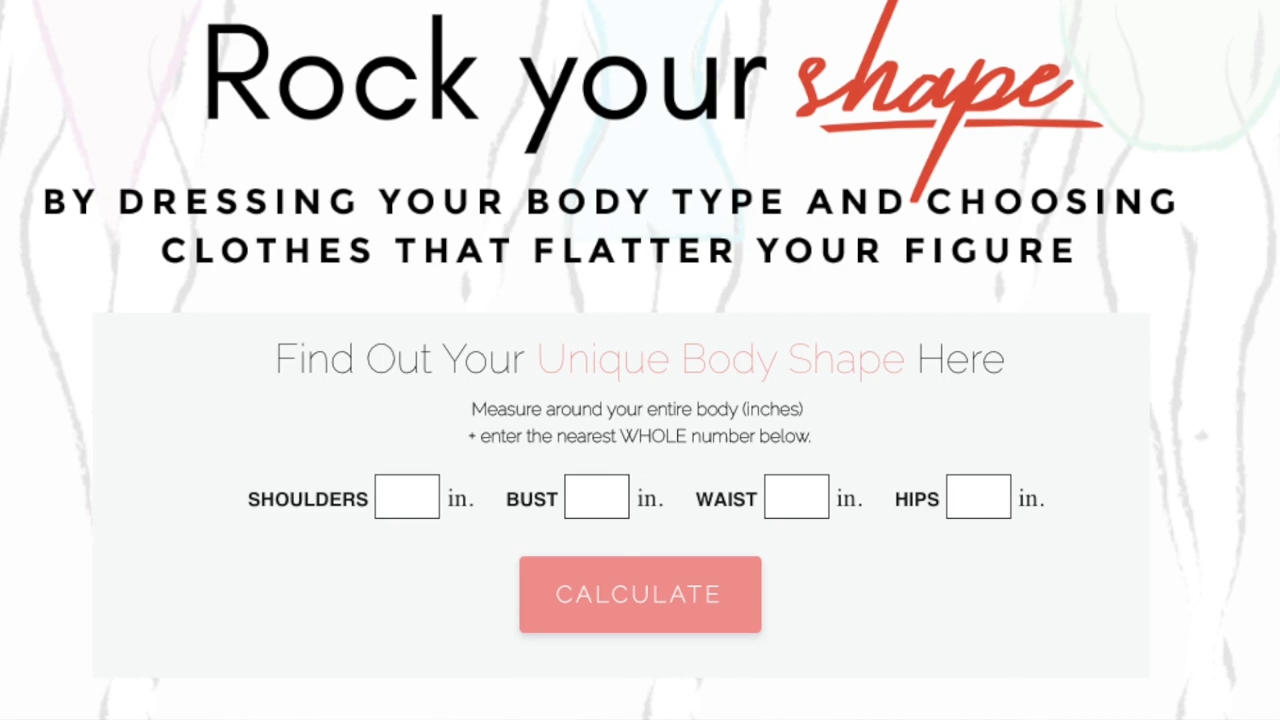 Rock your shape
BY DRESSING YOUR BODY TYPE AND CHOOSING
CLOTHES THAT FLATTER YOUR FIGURE
Find Out Your Unique Body Shape Here
Measure around your entire body (inches)
+ enter the nearest WHOLE number below.
SHOULDERS in. BUST in. WAIST in. HIPS in.
CALCULATE